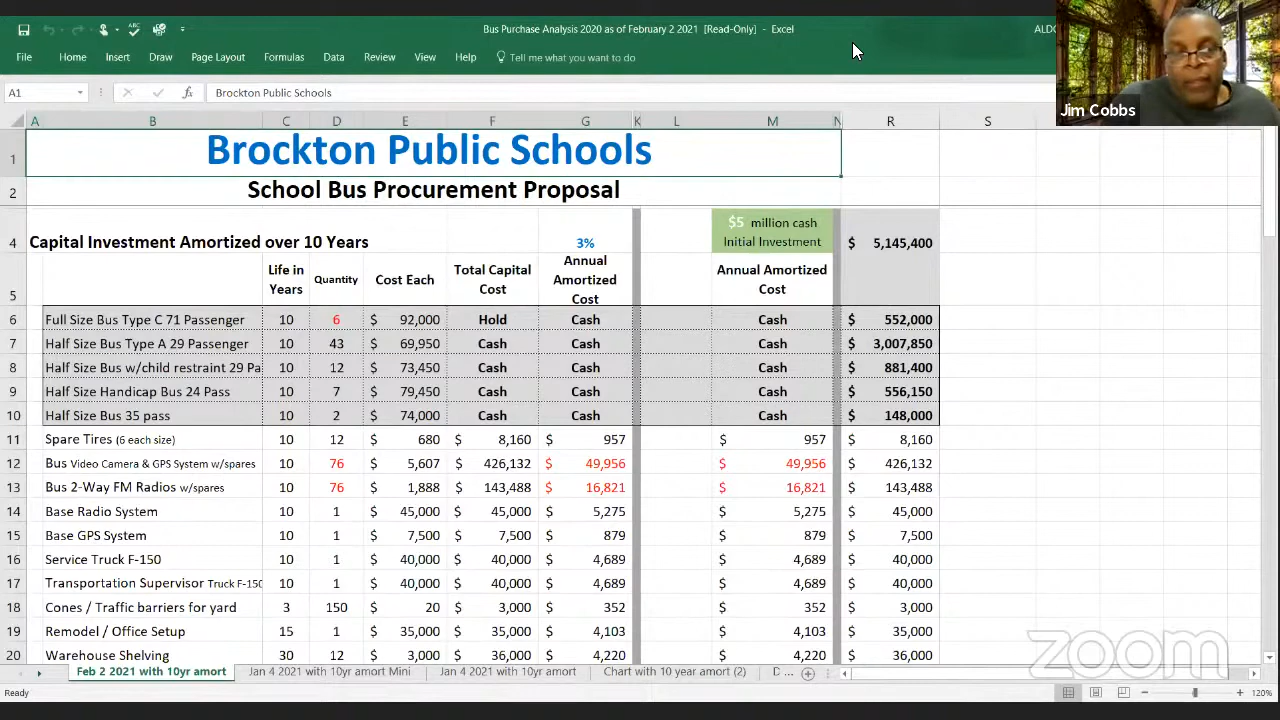 Bus Purchase Analysis 2020 as of February 2 2021 [Read-Only] - Excel
ALDO
File Home Insert Draw Page Layout Formulas Data Review View Help Tell me what you want to do
A1 fx Brockton Public Schools
Jim Cobbs
A B C D E F G K L M N R S
1 Brockton Public Schools
2 School Bus Procurement Proposal
4 Capital Investment Amortized over 10 Years 3% $5 million cash Initial Investment $ 5,145,400
5 Life in Years Quantity Cost Each Total Capital Cost Annual Amortized Cost Annual Amortized Cost
6 Full Size Bus Type C 71 Passenger 10 6 $ 92,000 Hold Cash Cash $ 552,000
7 Half Size Bus Type A 29 Passenger 10 43 $ 69,950 Cash Cash Cash $ 3,007,850
8 Half Size Bus w/child restraint 29 Pa 10 12 $ 73,450 Cash Cash Cash $ 881,400
9 Half Size Handicap Bus 24 Pass 10 7 $ 79,450 Cash Cash Cash $ 556,150
10 Half Size Bus 35 pass 10 2 $ 74,000 Cash Cash Cash $ 148,000
11 Spare Tires (6 each size) 10 12 $ 680 $ 8,160 $ 957 $ 957 $ 8,160
12 Bus Video Camera & GPS System w/spares 10 76 $ 5,607 $ 426,132 $ 49,956 $ 49,956 $ 426,132
13 Bus 2-Way FM Radios w/spares 10 76 $ 1,888 $ 143,488 $ 16,821 $ 16,821 $ 143,488
14 Base Radio System 10 1 $ 45,000 $ 45,000 $ 5,275 $ 5,275 $ 45,000
15 Base GPS System 10 1 $ 7,500 $ 7,500 $ 879 $ 879 $ 7,500
16 Service Truck F-150 10 1 $ 40,000 $ 40,000 $ 4,689 $ 4,689 $ 40,000
17 Transportation Supervisor Truck F-150 10 1 $ 40,000 $ 40,000 $ 4,689 $ 4,689 $ 40,000
18 Cones / Traffic barriers for yard 3 150 $ 20 $ 3,000 $ 352 $ 352 $ 3,000
19 Remodel / Office Setup 15 1 $ 35,000 $ 35,000 $ 4,103 $ 4,103 $ 35,000
20 Warehouse Shelving 30 12 $ 3,000 $ 36,000 $ 4,220 $ 4,220 $ 36,000
zoom
Feb 2 2021 with 10yr amort Jan 4 2021 with 10yr amort Mini Jan 4 2021 with 10yr amort Chart with 10 year amort (2) D ...
Ready 120%